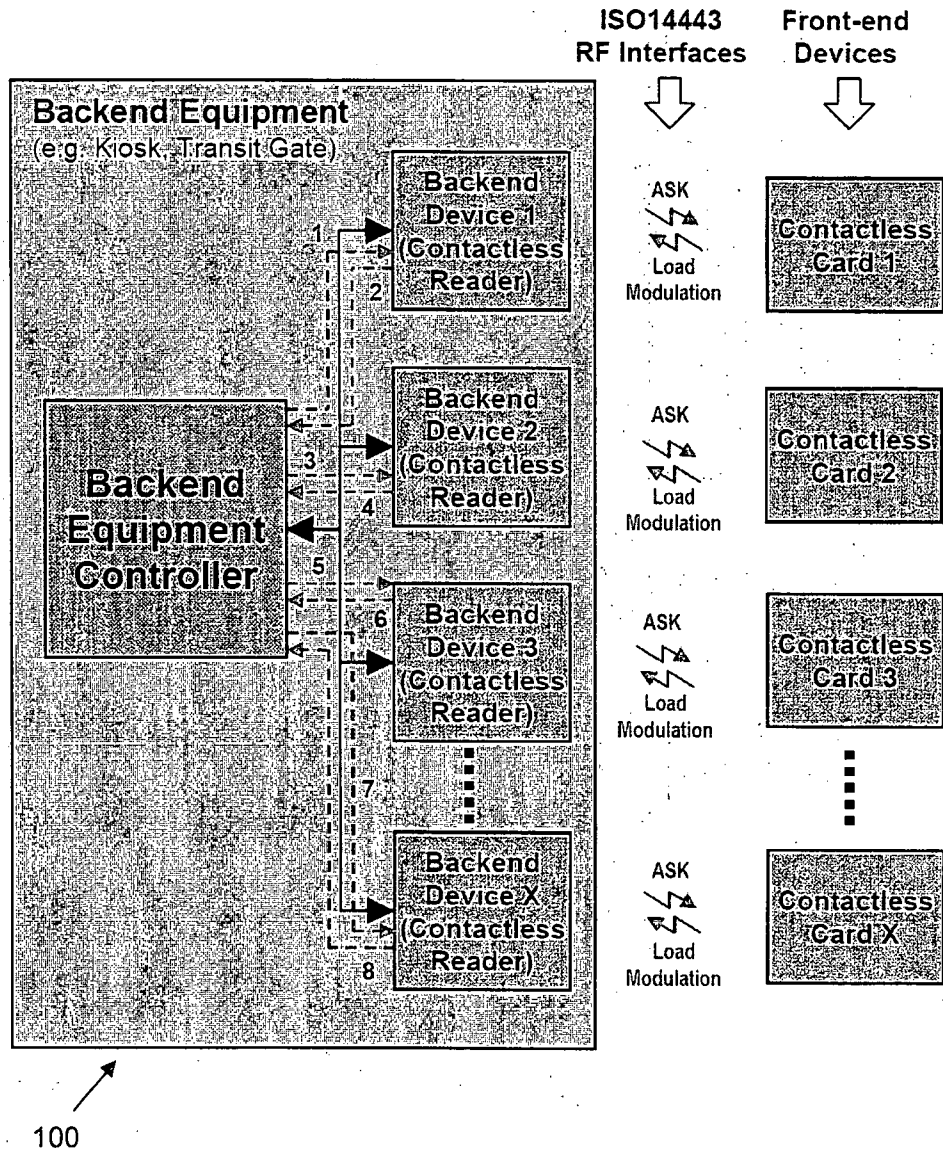 ISO14443
RF Interfaces
Front-end
Devices
Backend Equipment
(e.g. Kiosk, Transit Gate)
Backend
Device 1
(Contactless
Reader)
1
2
ASK
Load
Modulation
Contactless
Card 1
Backend
Device 2
(Contactless
Reader)
3
4
ASK
Load
Modulation
Contactless
Card 2
Backend
Equipment
Controller
5
6
Backend
Device 3
(Contactless
Reader)
ASK
Load
Modulation
Contactless
Card 3
7
8
Backend
Device X
(Contactless
Reader)
ASK
Load
Modulation
Contactless
Card X
100